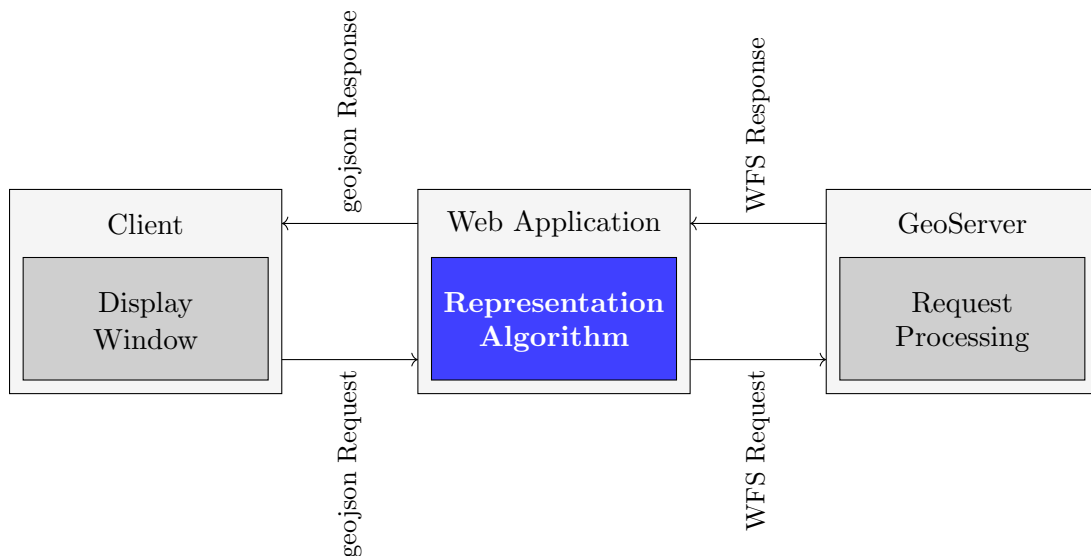 geojson Response
WFS Response
Client
Web Application
GeoServer
Display
Window
Representation
Algorithm
Request
Processing
geojson Request
WFS Request